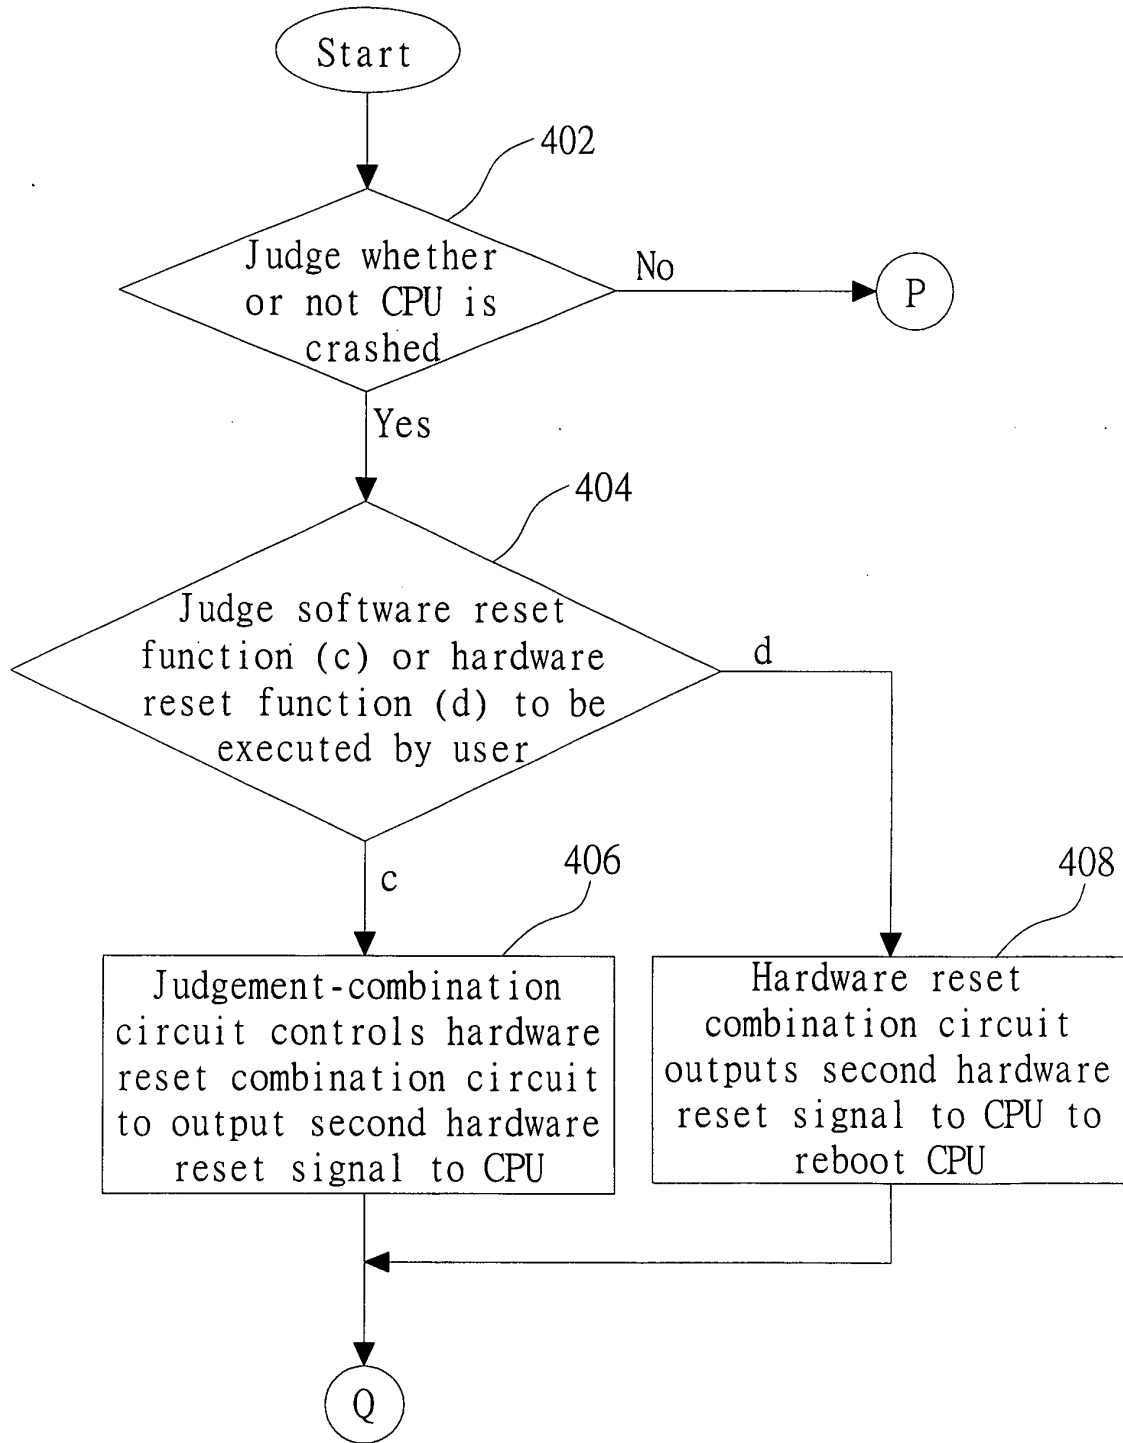 Start
402
Judge whether
or not CPU is
crashed
No
P
Yes
404
Judge software reset
function (c) or hardware
reset function (d) to be
executed by user
d
c
406
408
Judgement-combination
circuit controls hardware
reset combination circuit
to output second hardware
reset signal to CPU
Hardware reset
combination circuit
outputs second hardware
reset signal to CPU to
reboot CPU
Q